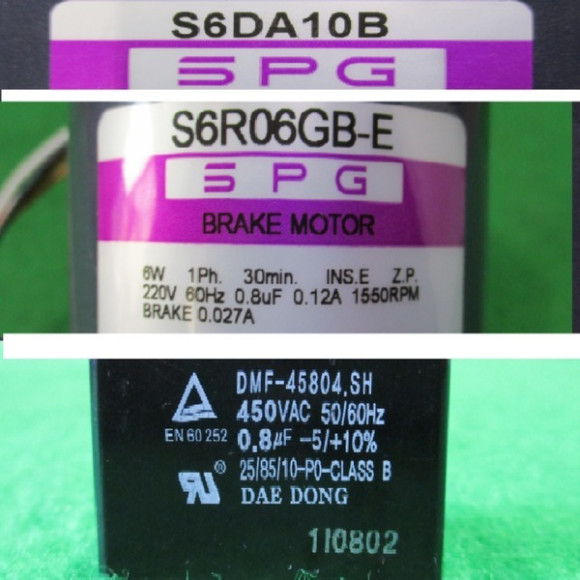 S6DA10B
SPG
S6R06GB-E
SPG
BRAKE MOTOR
6W 1Ph. 30min. INS.E Z.P.
220V 60Hz 0.8uF 0.12A 1550RPM
BRAKE 0.027A
DMF-45804.SH
450VAC 50/60Hz
EN 60 252 0.8μF -5/+10%
25/85/10-P0-CLASS B
DAE DONG
110802